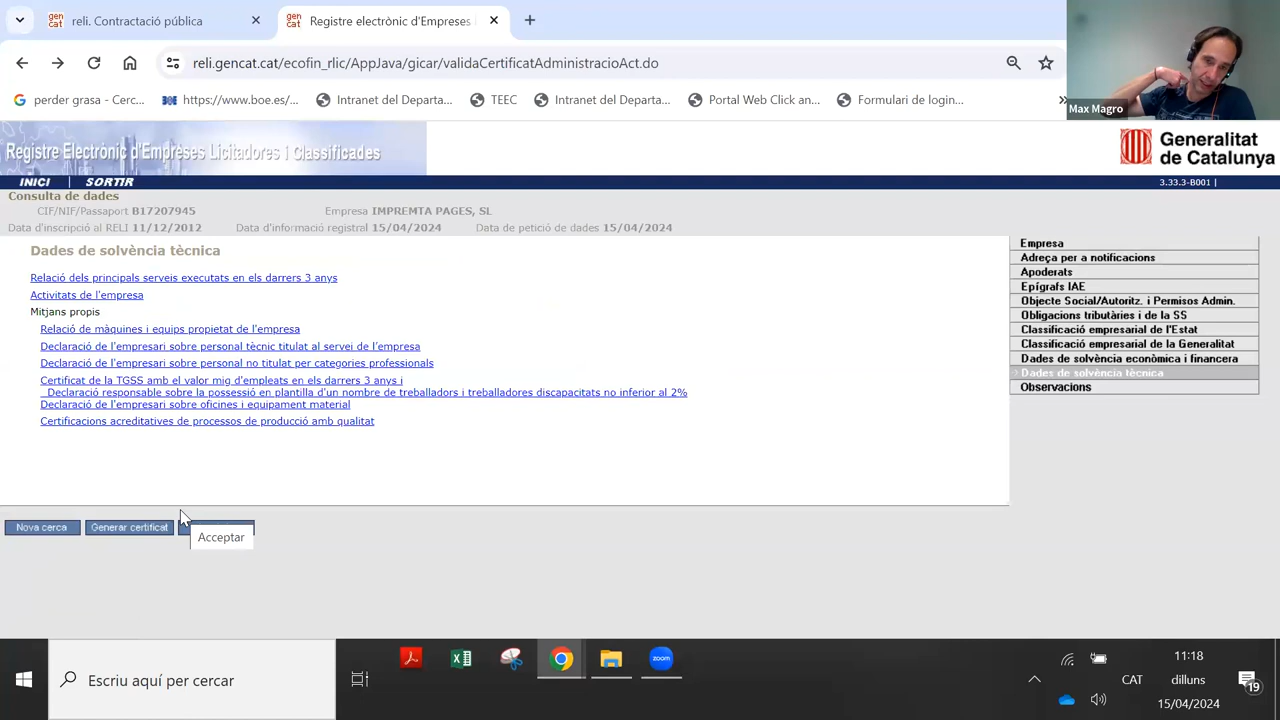 reli. Contractació pública
gen cat
Registre electrònic d'Empreses
reli.gencat.cat/ecofin_rlic/AppJava/gicar/validaCertificatAdministracioAct.do
perder grasa - Cerc...
https://www.boe.es/...
Intranet del Departa...
TEEC
Intranet del Departa...
Portal Web Click an...
Formulari de login...
Max Magro
Registre Electrònic d'Empreses Licitadores i Classificades
Generalitat
de Catalunya
INICI | SORTIR
3.33.3-B001 |
Consulta de dades
CIF/NIF/Passaport B17207945
Empresa IMPREMTA PAGES, SL
Data d'inscripció al RELI 11/12/2012
Data d'informació registral 15/04/2024
Data de petició de dades 15/04/2024
Dades de solvència tècnica
Relació dels principals serveis executats en els darrers 3 anys
Activitats de l'empresa
Mitjans propis
Relació de màquines i equips propietat de l'empresa
Declaració de l'empresari sobre personal tècnic titulat al servei de l'empresa
Declaració de l'empresari sobre personal no titulat per categories professionals
Certificat de la TGSS amb el valor mig d'empleats en els darrers 3 anys i
Declaració responsable sobre la possessió en plantilla d'un nombre de treballadors i treballadores discapacitats no inferior al 2%
Declaració de l'empresari sobre oficines i equipament material
Certificacions acreditatives de processos de producció amb qualitat
Empresa
Adreça per a notificacions
Apoderats
Epígrafs IAE
Objecte Social/Autoritz. i Permisos Admin.
Obligacions tributàries i de la SS
Classificació empresarial de l'Estat
Classificació empresarial de la Generalitat
Dades de solvència econòmica i financera
Dades de solvència tècnica
Observacions
Nova cerca
Generar certificat
Acceptar
Escriu aquí per cercar
zoom
CAT
11:18
dilluns
15/04/2024
19